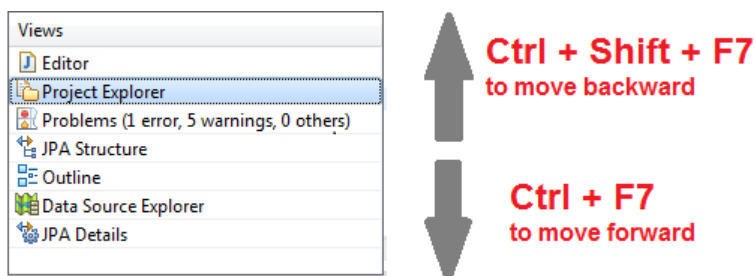 Views
Editor
Project Explorer
Problems (1 error, 5 warnings, 0 others)
JPA Structure
Outline
Data Source Explorer
JPA Details
Ctrl + Shift + F7
to move backward
Ctrl + F7
to move forward